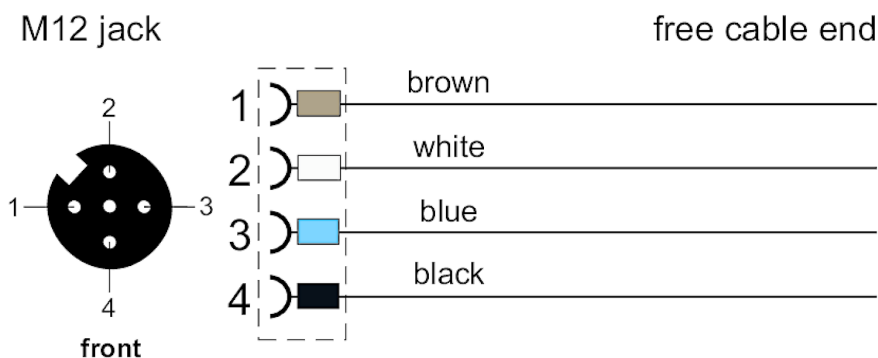 M12 jack
free cable end
2
1
3
4
front
1 brown
2 white
3 blue
4 black